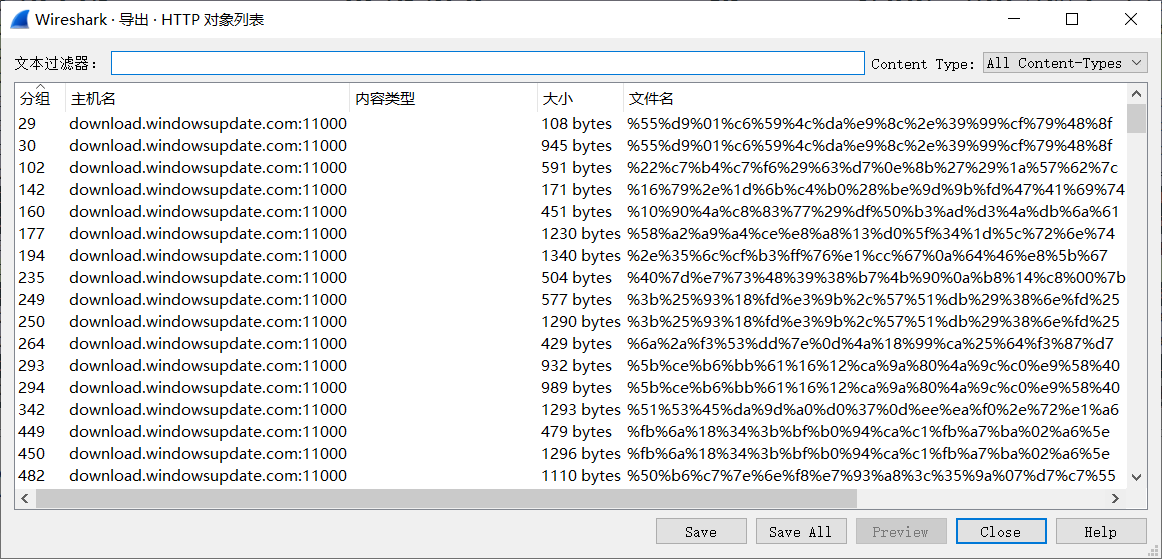 Wireshark · 导出 · HTTP 对象列表
文本过滤器： Content Type: All Content-Types
分组 主机名 内容类型 大小 文件名
29 download.windowsupdate.com:11000 108 bytes %55%d9%01%c6%59%4c%da%e9%8c%2e%39%99%cf%79%48%8f
30 download.windowsupdate.com:11000 945 bytes %55%d9%01%c6%59%4c%da%e9%8c%2e%39%99%cf%79%48%8f
102 download.windowsupdate.com:11000 591 bytes %22%c7%b4%c7%f6%29%63%d7%0e%8b%27%29%1a%57%62%7c
142 download.windowsupdate.com:11000 171 bytes %16%79%2e%1d%6b%c4%b0%28%be%9d%9b%fd%47%41%69%74
160 download.windowsupdate.com:11000 451 bytes %10%90%4a%c8%83%77%29%df%50%b3%ad%d3%4a%db%6a%61
177 download.windowsupdate.com:11000 1230 bytes %58%a2%a9%a4%ce%e8%a8%13%d0%5f%34%1d%5c%72%6e%74
194 download.windowsupdate.com:11000 1340 bytes %2e%35%6c%cf%b3%ff%76%e1%cc%67%0a%64%46%e8%5b%67
235 download.windowsupdate.com:11000 504 bytes %40%7d%e7%73%48%39%38%b7%4b%90%0a%b8%14%c8%00%7b
249 download.windowsupdate.com:11000 577 bytes %3b%25%93%18%fd%e3%9b%2c%57%51%db%29%38%6e%fd%25
250 download.windowsupdate.com:11000 1290 bytes %3b%25%93%18%fd%e3%9b%2c%57%51%db%29%38%6e%fd%25
264 download.windowsupdate.com:11000 429 bytes %6a%2a%f3%53%dd%7e%0d%4a%18%99%ca%25%64%f3%87%d7
293 download.windowsupdate.com:11000 932 bytes %5b%ce%b6%bb%61%16%12%ca%9a%80%4a%9c%c0%e9%58%40
294 download.windowsupdate.com:11000 989 bytes %5b%ce%b6%bb%61%16%12%ca%9a%80%4a%9c%c0%e9%58%40
342 download.windowsupdate.com:11000 1293 bytes %51%53%45%da%9d%a0%d0%37%0d%ee%ea%f0%2e%72%e1%a6
449 download.windowsupdate.com:11000 479 bytes %fb%6a%18%34%3b%bf%b0%94%ca%c1%fb%a7%ba%02%a6%5e
450 download.windowsupdate.com:11000 1296 bytes %fb%6a%18%34%3b%bf%b0%94%ca%c1%fb%a7%ba%02%a6%5e
482 download.windowsupdate.com:11000 1110 bytes %50%b6%c7%7e%6e%f8%e7%93%a8%3c%35%9a%07%d7%c7%55
Save Save All Preview Close Help